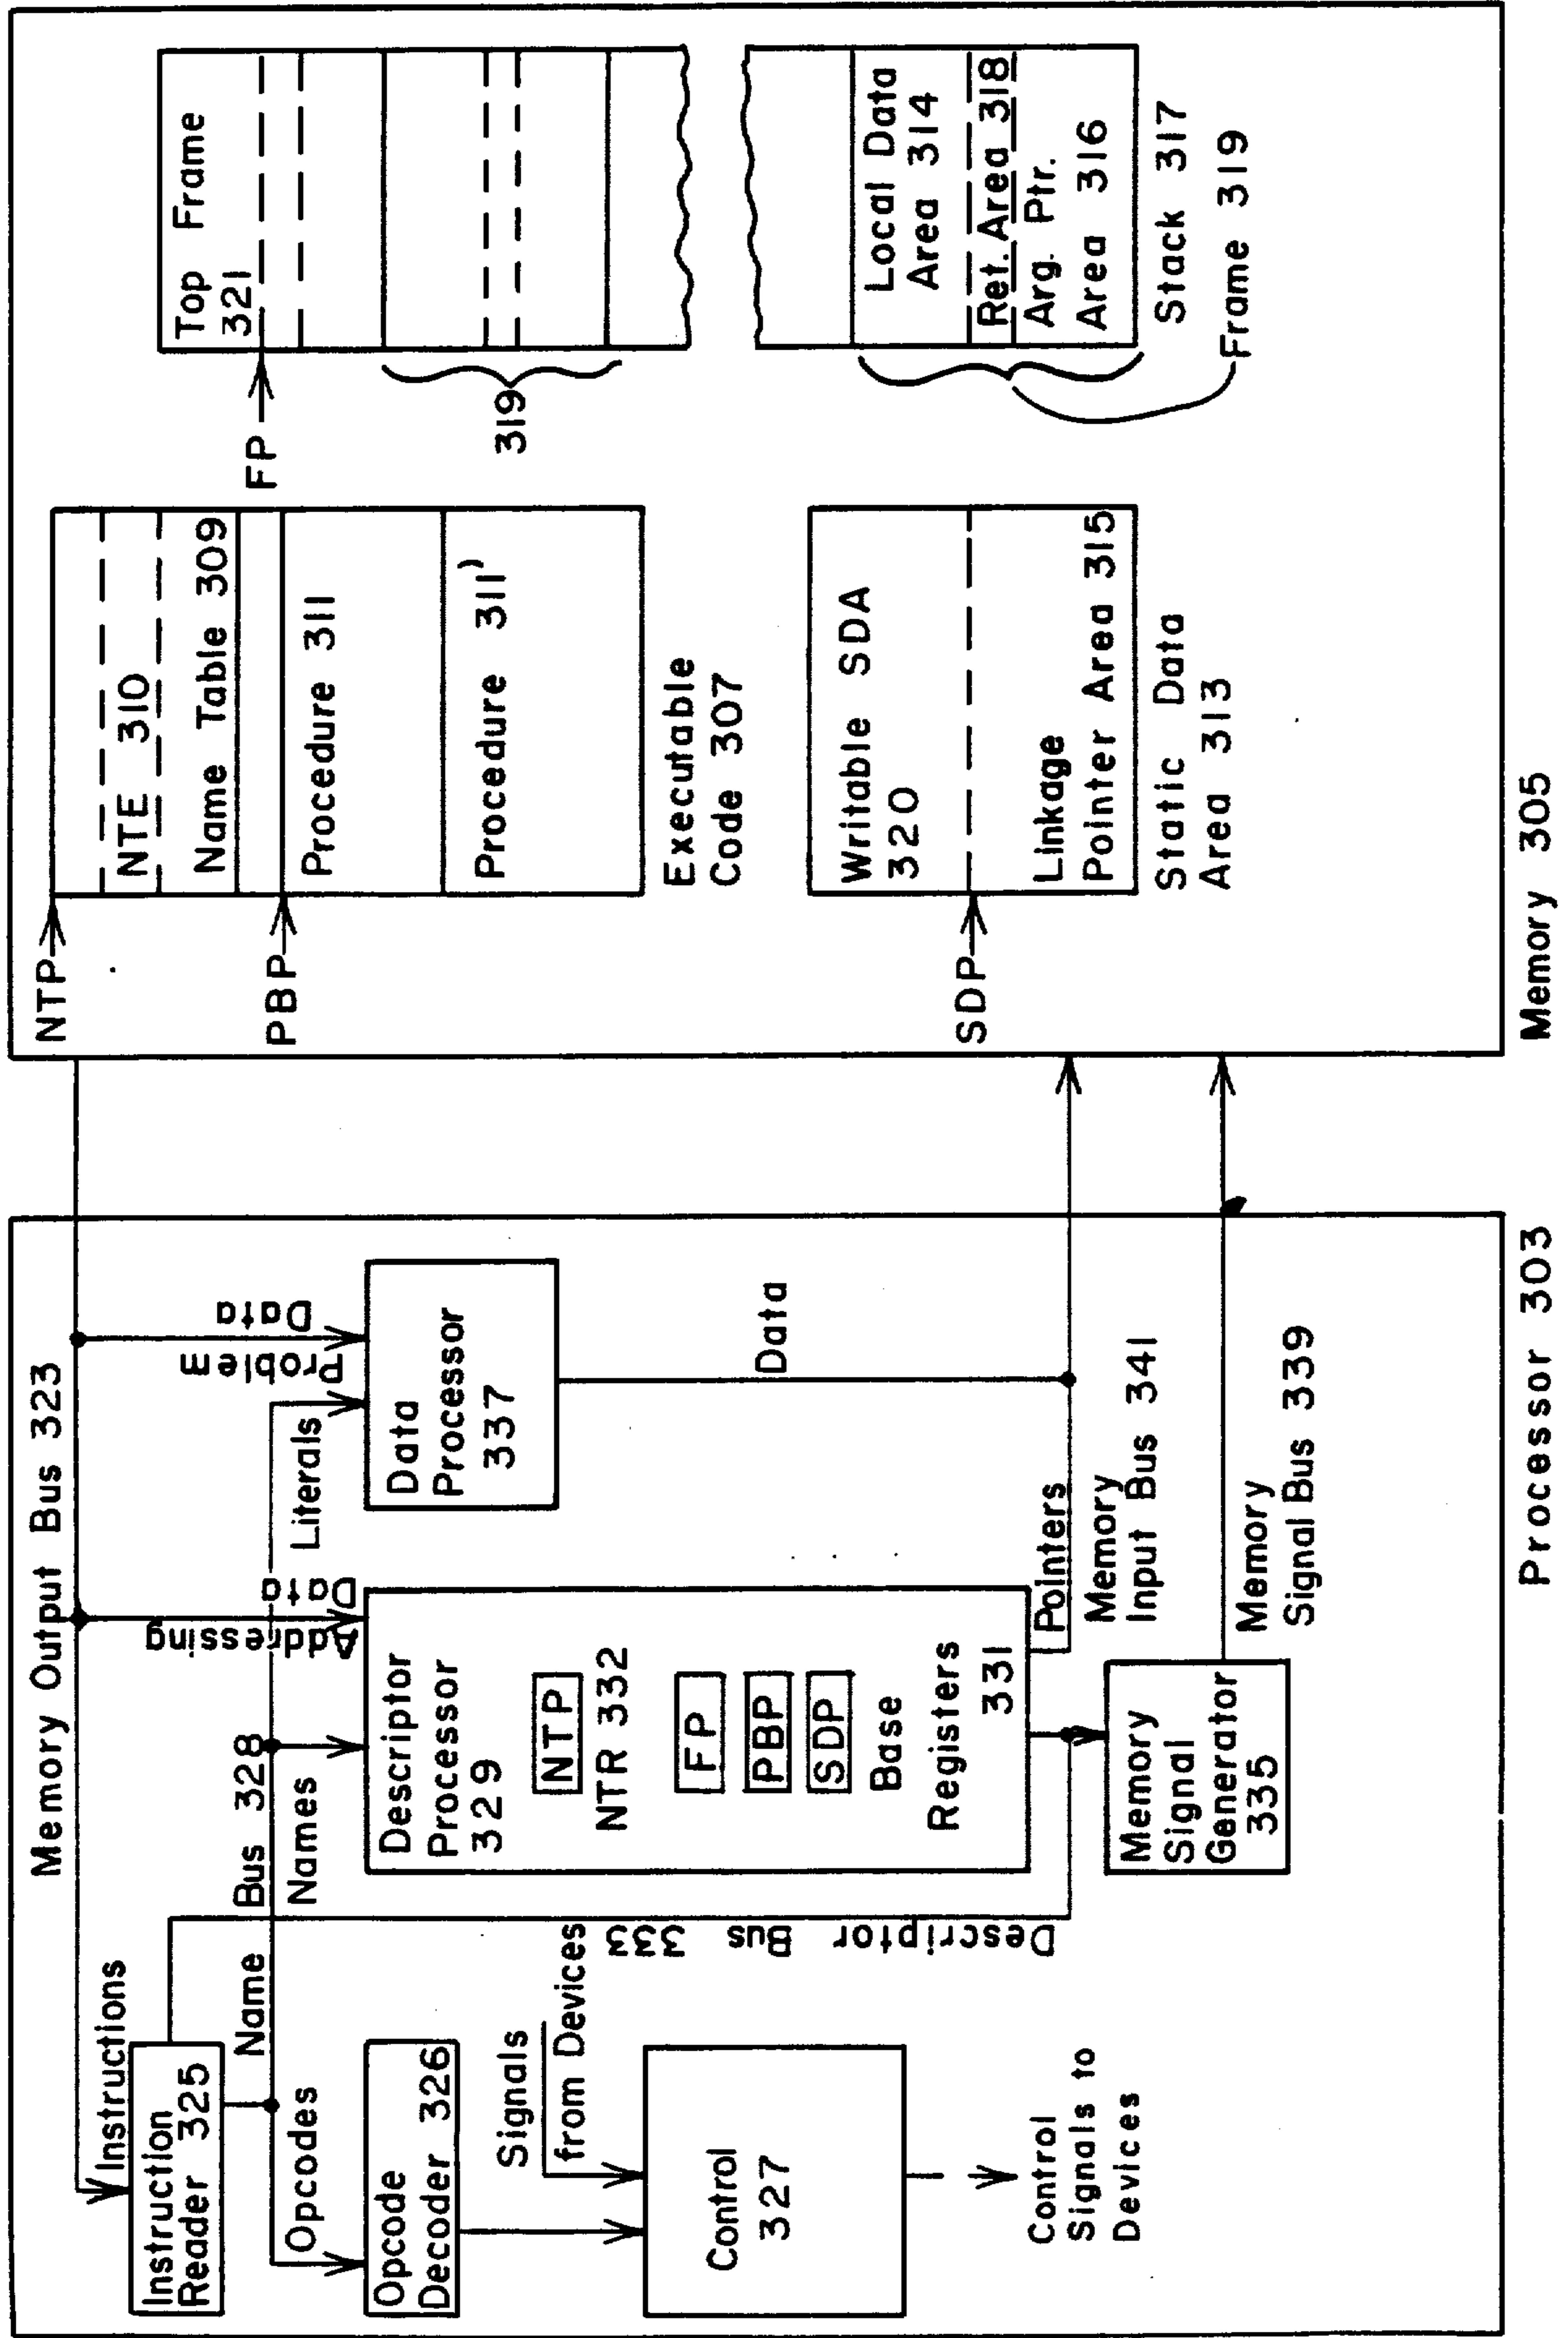 Memory Output Bus 323
Instructions
Instruction
Reader 325
Name Bus 328
Opcodes
Names
Literals
Addressing
Data
Problem
Data
Opcode
Decoder 326
Signals
from Devices
Control
327
Control
Signals to
Devices
Descriptor Bus 333
Descriptor
Processor
329
NTP
NTR 332
FP
PBP
SDP
Base
Registers
331
Data
Processor
337
Data
Pointers
Memory
Input Bus 341
Memory
Signal
Generator
335
Memory
Signal Bus 339
Processor 303
NTP
NTE 310
Name Table 309
PBP
Procedure 311
Procedure 311'
Executable
Code 307
SDP
Writable SDA
320
Linkage
Pointer Area 315
Static Data
Area 313
FP
Top Frame
321
319
Local Data
Area 314
Ret. Area 318
Arg. Ptr.
Area 316
Stack 317
Frame 319
Memory 305